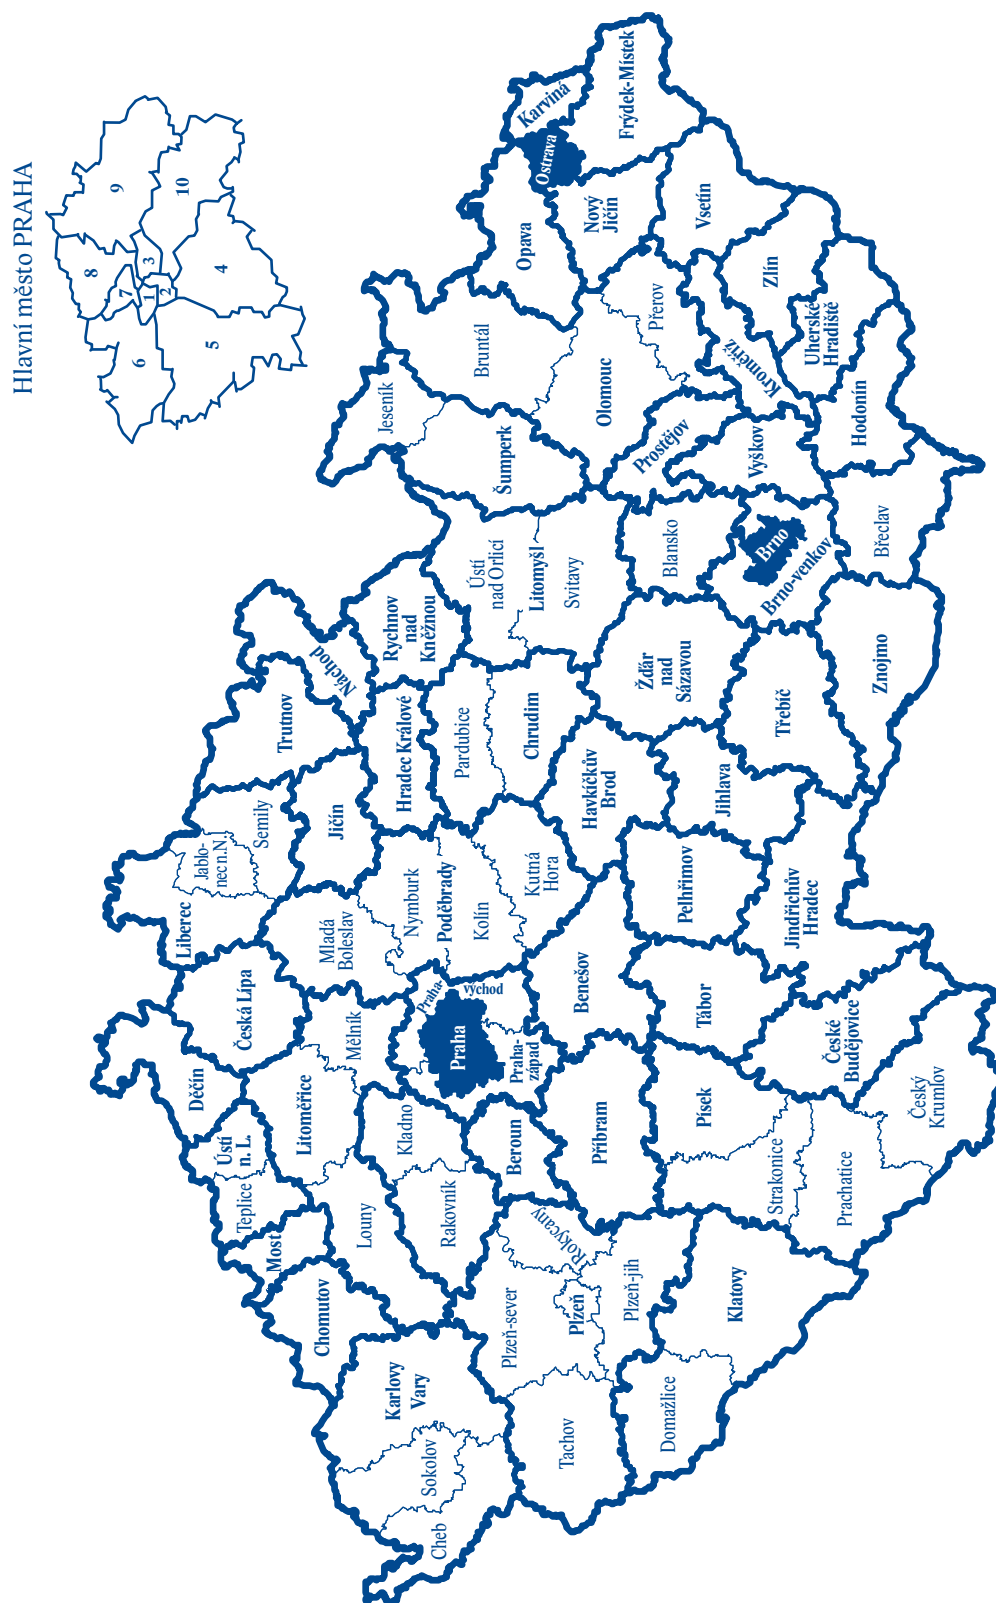 Hlavní město PRAHA
1
2
3
4
5
6
7
8
9
10
Cheb
Sokolov
Karlovy
Vary
Chomutov
Most
Teplice
Ústí
n. L.
Děčín
Česká Lípa
Liberec
Jablo-
nec n.N.
Semily
Trutnov
Náchod
Jičín
Hradec Králové
Rychnov
nad
Kněžnou
Litoměřice
Louny
Mělník
Mladá
Boleslav
Nymburk
Poděbrady
Kolín
Kutná
Hora
Kladno
Rakovník
Praha
Praha-
východ
Praha-
západ
Beroun
Příbram
Benešov
Plzeň-sever
Plzeň
Rokycany
Plzeň-jih
Tachov
Domažlice
Klatovy
Písek
Strakonice
Prachatice
Český
Krumlov
České
Budějovice
Tábor
Jindřichův
Hradec
Pelhřimov
Jihlava
Havkíčkův
Brod
Pardubice
Chrudim
Ústí
nad Orlicí
Litomyšl
Svitavy
Žďár
nad
Sázavou
Třebíč
Znojmo
Brno
Brno-venkov
Blansko
Vyškov
Břeclav
Hodonín
Prostějov
Olomouc
Přerov
Šumperk
Jeseník
Bruntál
Opava
Ostrava
Karviná
Frýdek-Místek
Nový
Jičín
Vsetín
Zlín
Kroměříž
Uherské
Hradiště